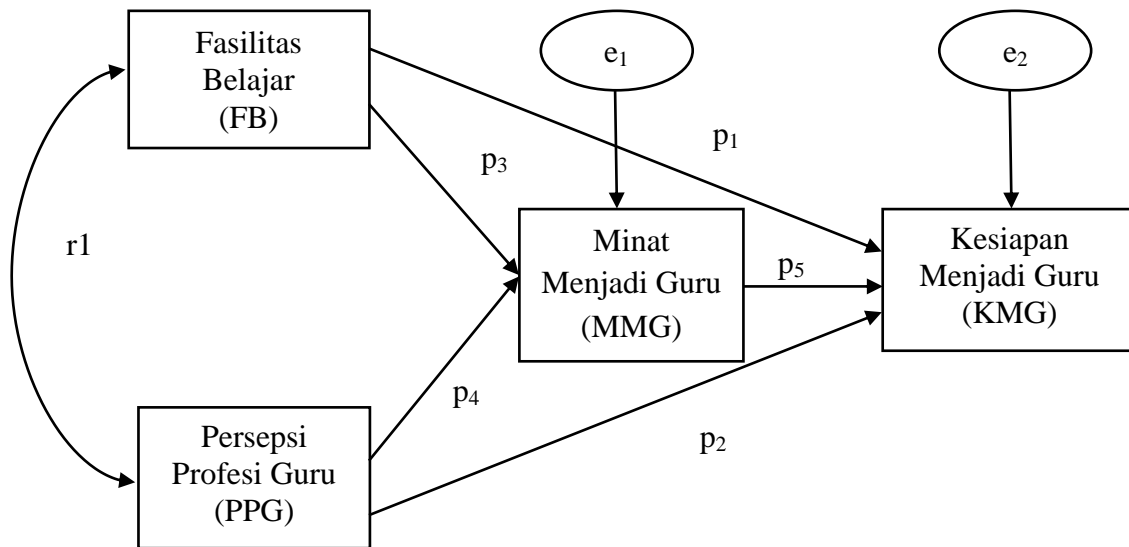 Fasilitas
Belajar
(FB)
e₁
e₂
p₁
p₃
r1
Minat
Menjadi Guru
(MMG)
p₅
Kesiapan
Menjadi Guru
(KMG)
p₄
p₂
Persepsi
Profesi Guru
(PPG)